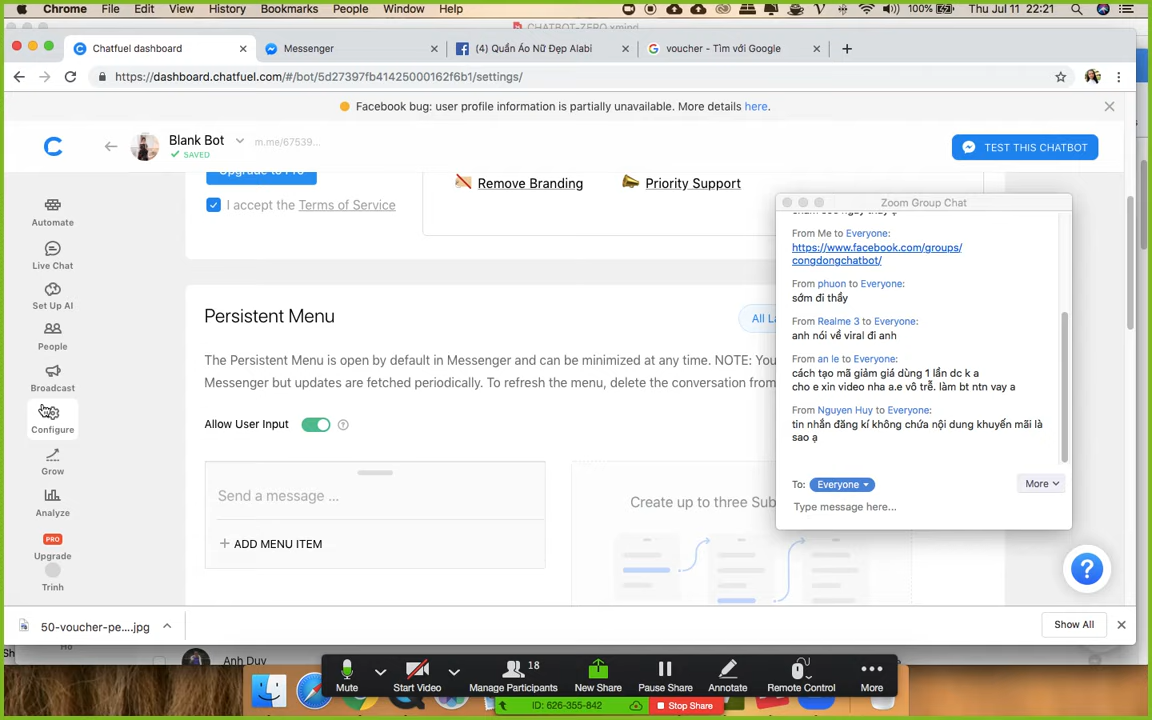 Chrome File Edit View History Bookmarks People Window Help
100% Thu Jul 11 22:21
CHATBOT-ZERO.xmind
Chatfuel dashboard
Messenger
(4) Quần Áo Nữ Đẹp Alabi
voucher - Tìm với Google
https://dashboard.chatfuel.com/#/bot/5d27397fb41425000162f6b1/settings/
Facebook bug: user profile information is partially unavailable. More details here.
Blank Bot
m.me/67539...
SAVED
TEST THIS CHATBOT
Automate
Live Chat
Set Up AI
People
Broadcast
Configure
Grow
Analyze
PRO
Upgrade
Trinh
Upgrade to Pro
Remove Branding
Priority Support
I accept the Terms of Service
Persistent Menu
All La
The Persistent Menu is open by default in Messenger and can be minimized at any time. NOTE: You
Messenger but updates are fetched periodically. To refresh the menu, delete the conversation from
Allow User Input
Send a message ...
+ ADD MENU ITEM
Create up to three Sub
Zoom Group Chat
From Me to Everyone:
https://www.facebook.com/groups/
congdongchatbot/
From phuon to Everyone:
sớm đi thầy
From Realme 3 to Everyone:
anh nói về viral đi anh
From an le to Everyone:
cách tạo mã giảm giá dùng 1 lần dc k a
cho e xin video nha a.e vô trễ. làm bt ntn vay a
From Nguyen Huy to Everyone:
tin nhắn đăng kí không chứa nội dung khuyến mãi là
sao ạ
To: Everyone
More
Type message here...
50-voucher-pe....jpg
Show All
Anh Duy
Mute
Start Video
18
Manage Participants
New Share
Pause Share
Annotate
Remote Control
More
ID: 626-355-842
Stop Share